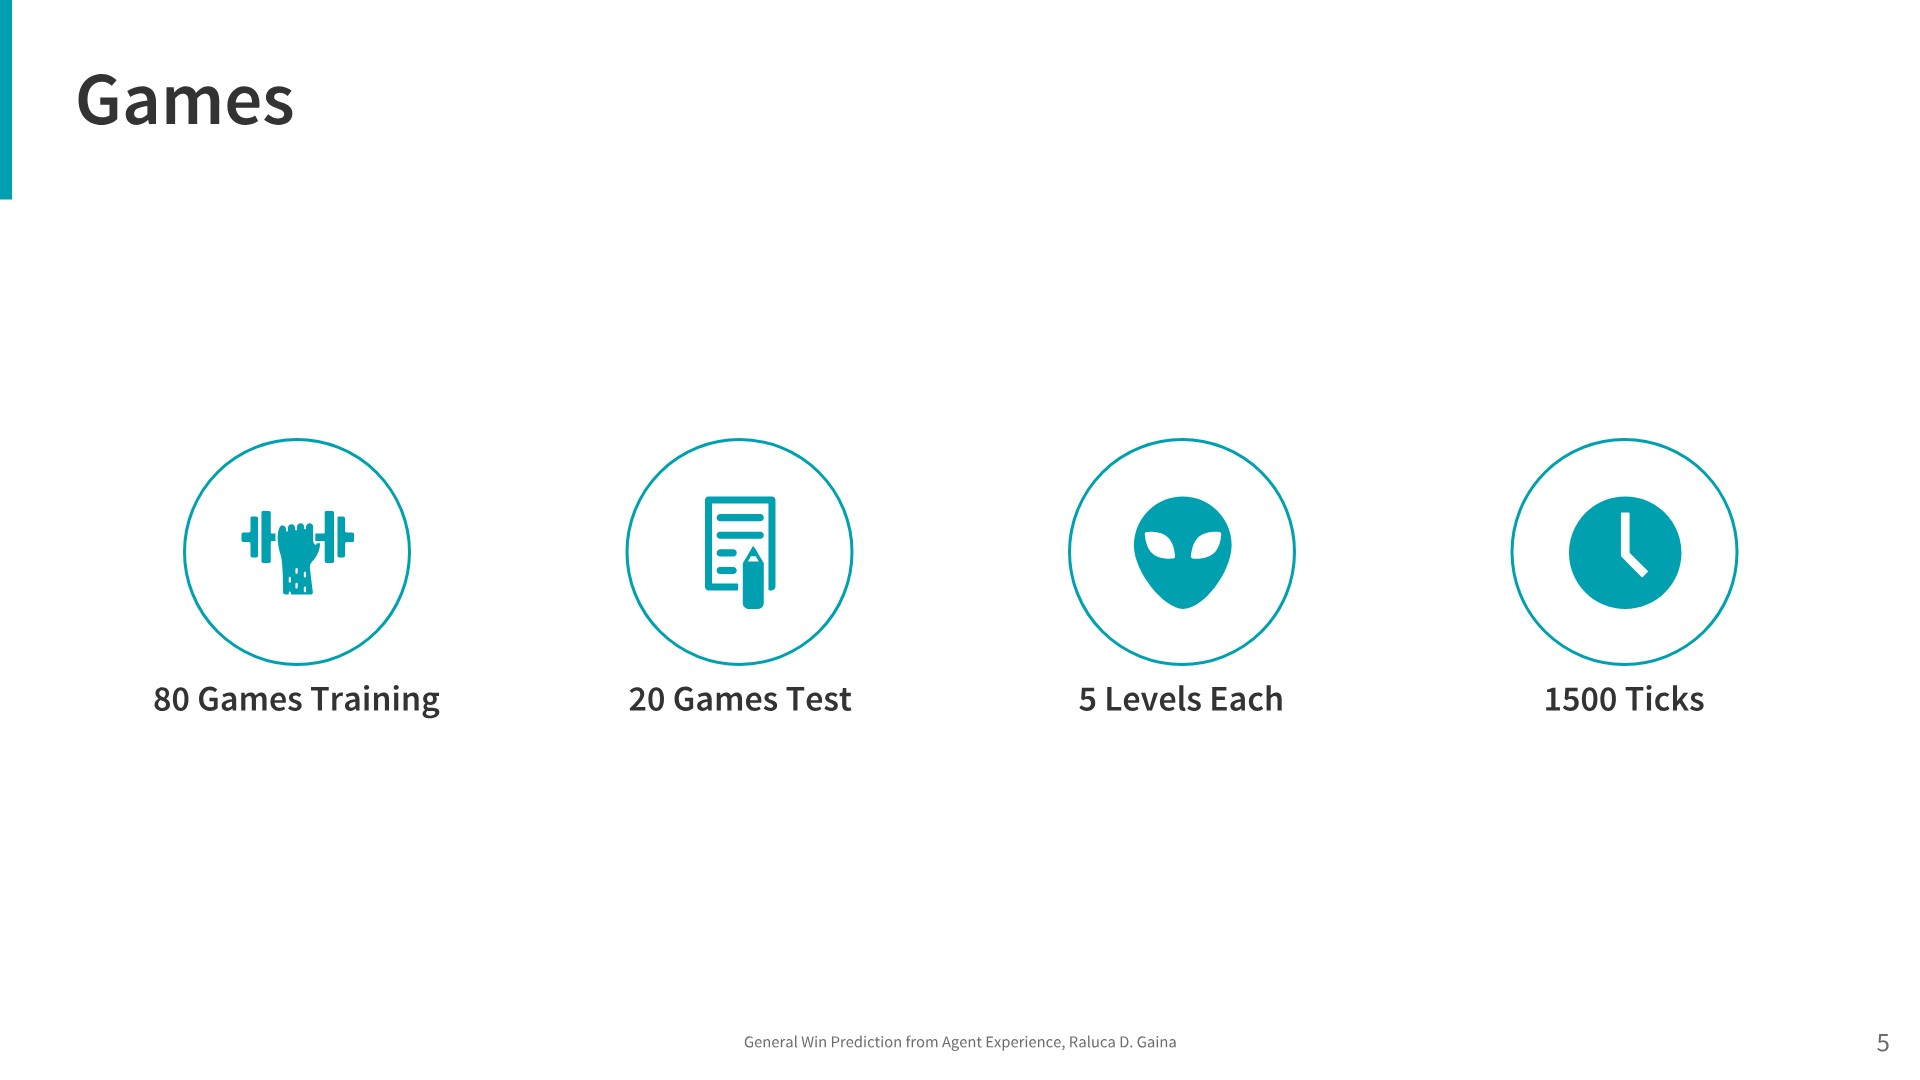 Games
80 Games Training
20 Games Test
5 Levels Each
1500 Ticks
General Win Prediction from Agent Experience, Raluca D. Gaina
5